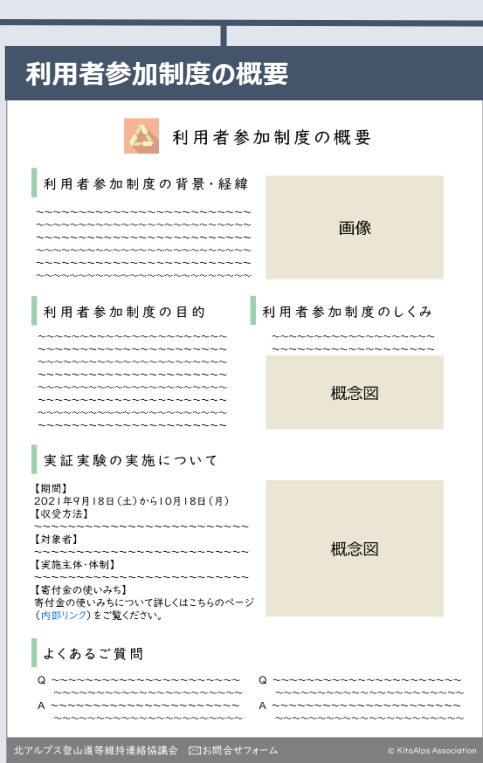 利用者参加制度の概要
利用者参加制度の概要
利用者参加制度の背景・経緯
画像
利用者参加制度の目的
利用者参加制度のしくみ
概念図
実証実験の実施について
【期間】
2021年9月18日(土)から10月18日(月)
【収受方法】
【対象者】
【実施主体・体制】
【寄付金の使いみち】
寄付金の使いみちについて詳しくはこちらのページ
(内部リンク)をご覧ください。
概念図
よくあるご質問
Q ~~~~~~~~~~~~~~~~~~~~~~
A ~~~~~~~~~~~~~~~~~~~~~~
Q ~~~~~~~~~~~~~~~~~~~~~~
A ~~~~~~~~~~~~~~~~~~~~~~
北アルプス登山道等維持連絡協議会 ✉お問合せフォーム © KitaAlps Association